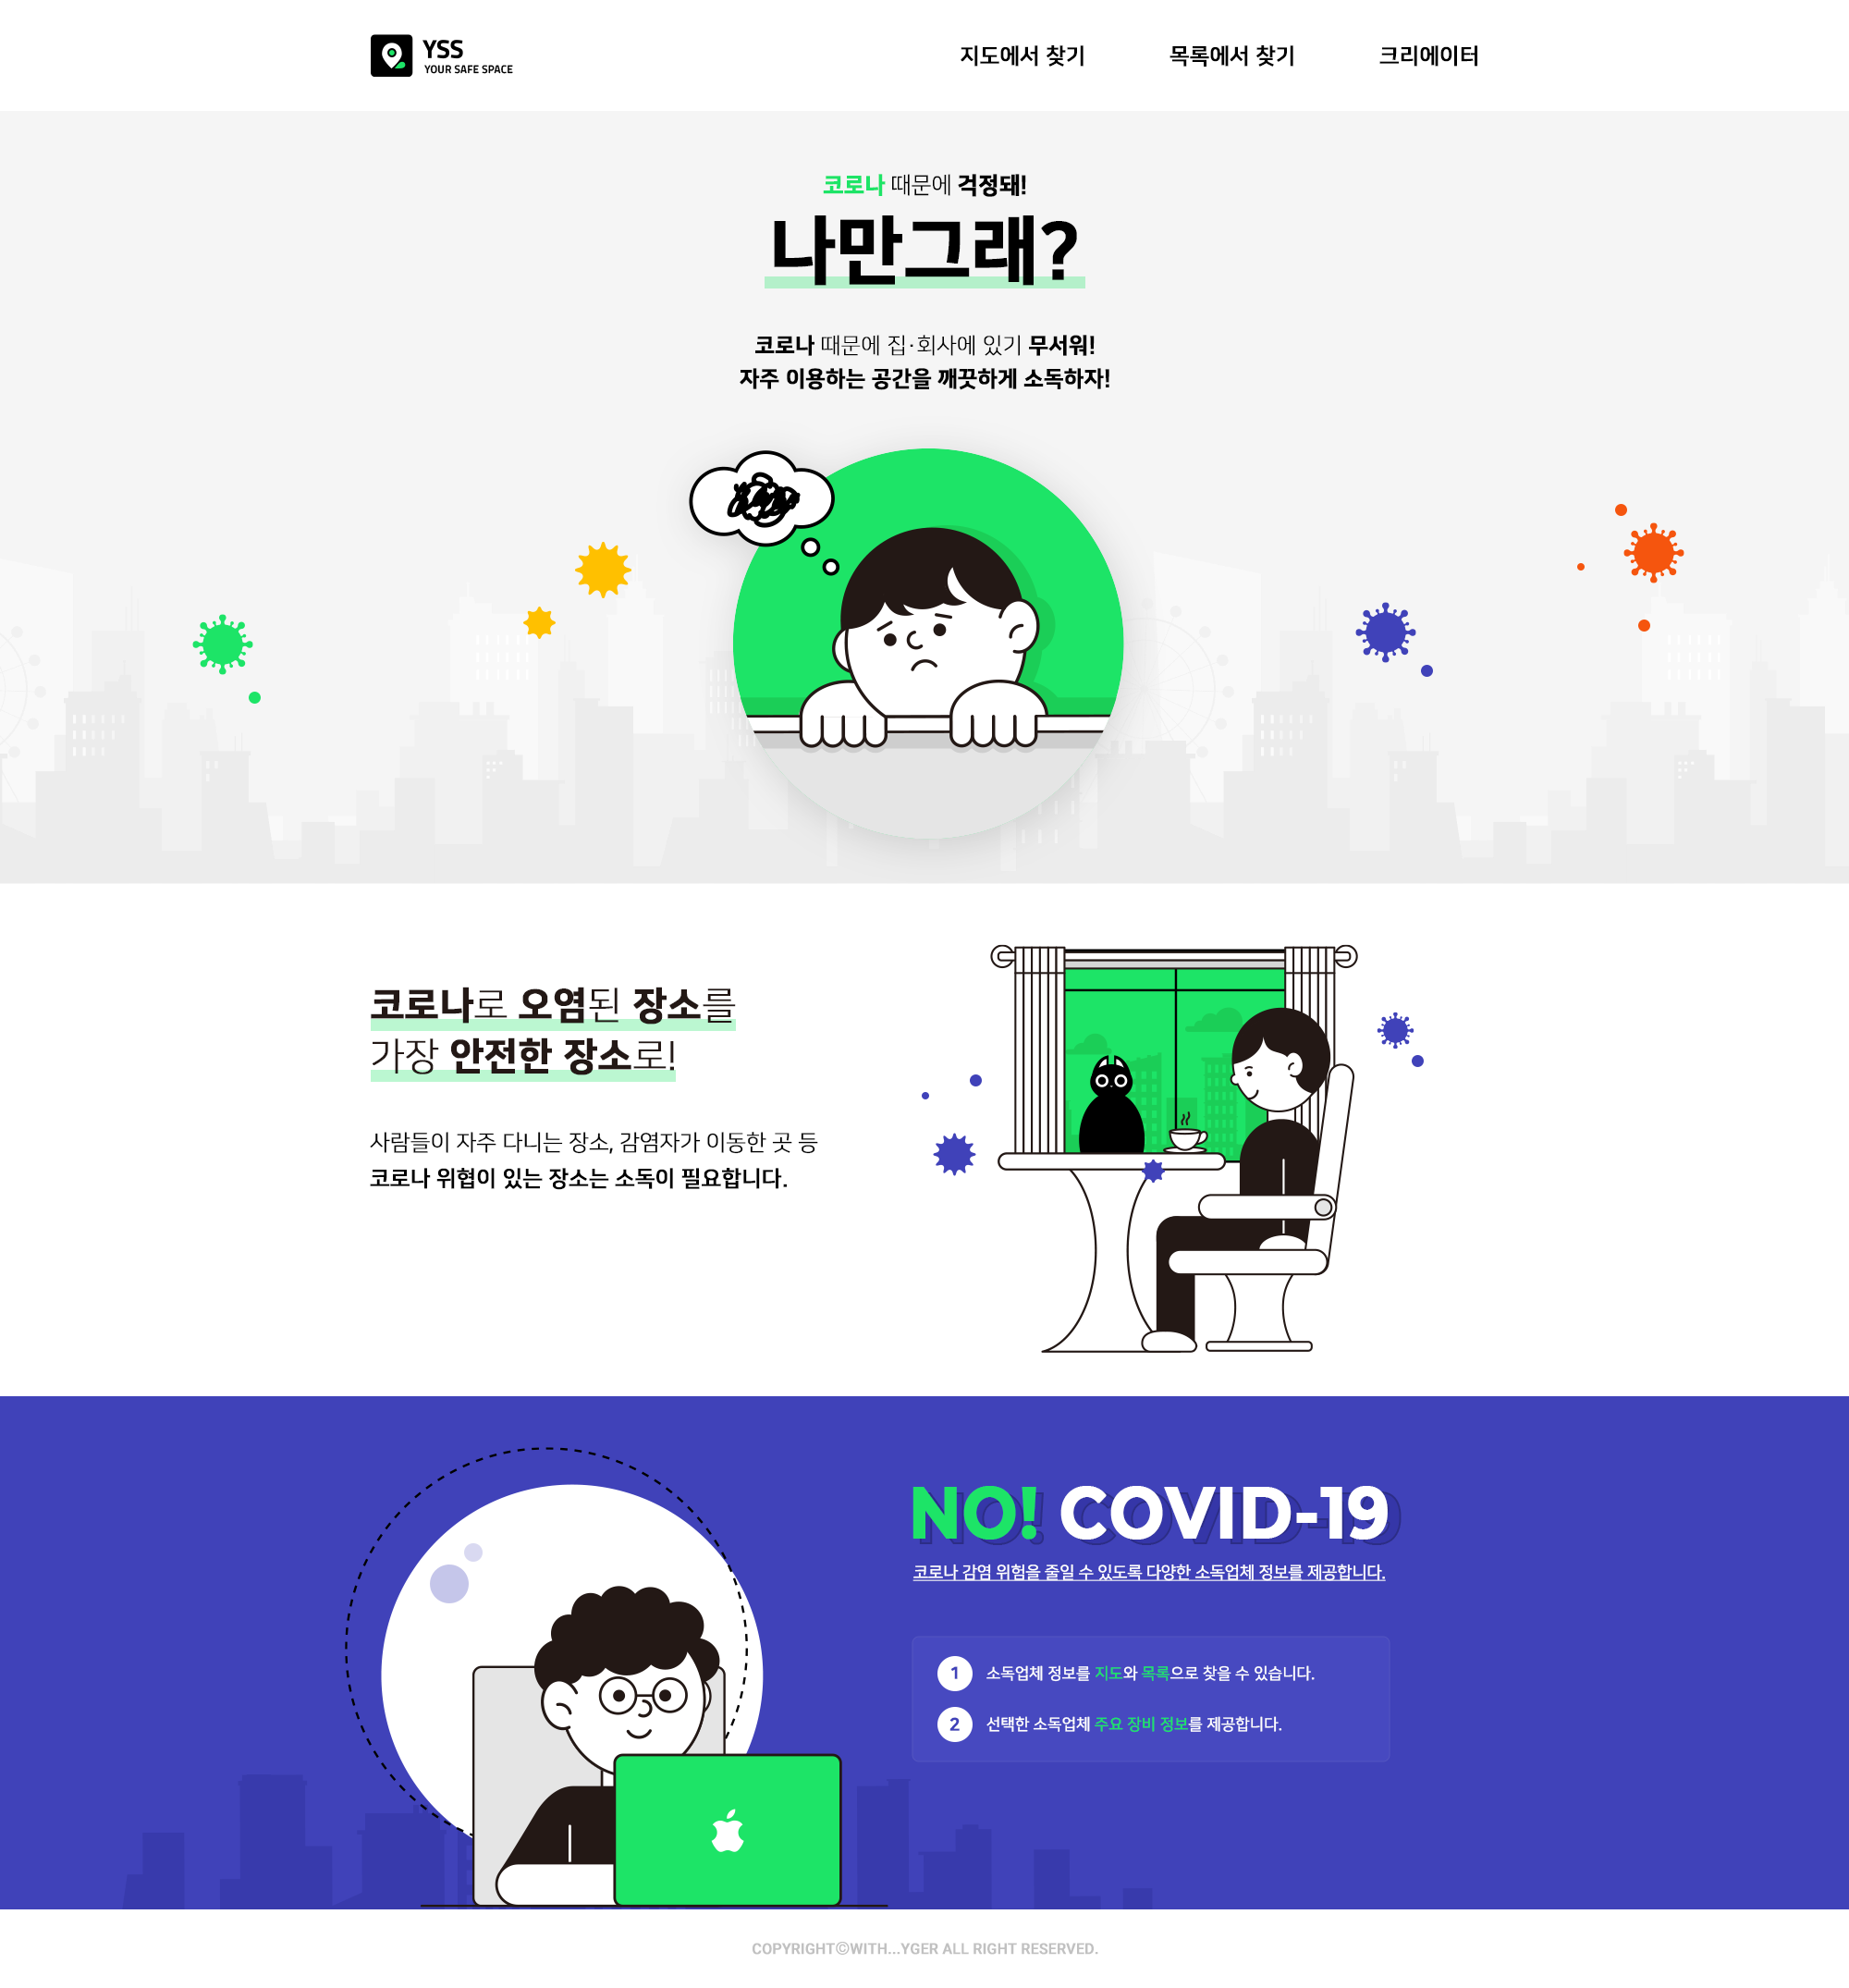 YSS
YOUR SAFE SPACE
지도에서 찾기
목록에서 찾기
크리에이터
코로나 때문에 걱정돼!
나만그래?
코로나 때문에 집·회사에 있기 무서워!
자주 이용하는 공간을 깨끗하게 소독하자!
코로나로 오염된 장소를
가장 안전한 장소로!
사람들이 자주 다니는 장소, 감염자가 이동한 곳 등
코로나 위협이 있는 장소는 소독이 필요합니다.
NO! COVID-19
코로나 감염 위험을 줄일 수 있도록 다양한 소독업체 정보를 제공합니다.
1 소독업체 정보를 지도와 목록으로 찾을 수 있습니다.
2 선택한 소독업체 주요 장비 정보를 제공합니다.
COPYRIGHT©WITH...YGER ALL RIGHT RESERVED.